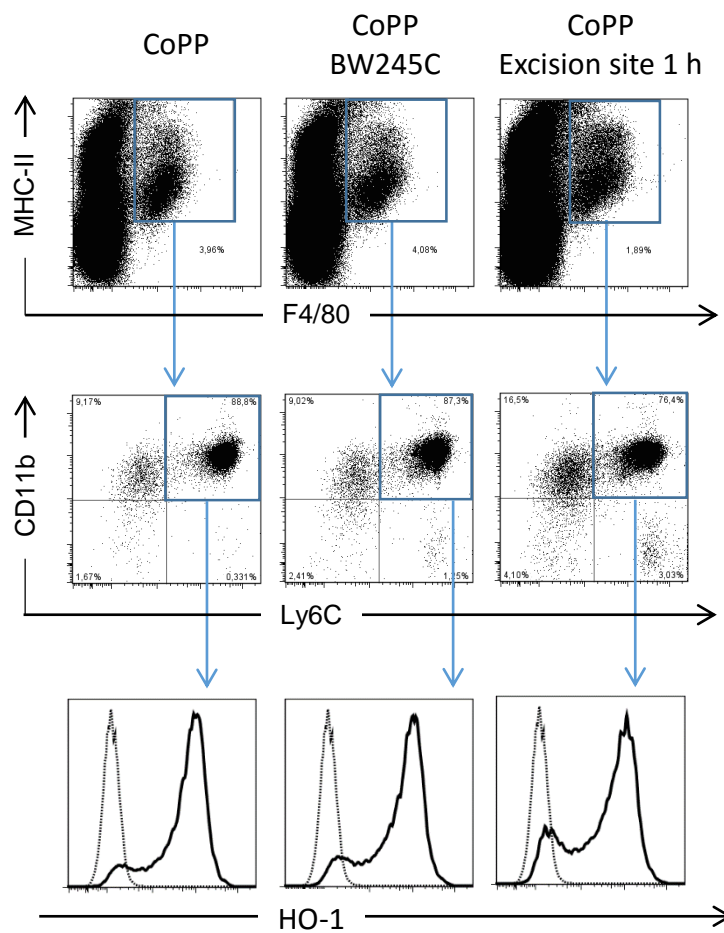 CoPP
CoPP
BW245C
CoPP
Excision site 1 h
MHC-II
3,96%
4,08%
1,89%
F4/80
CD11b
9,17%
88,8%
1,67%
0,331%
9,02%
87,3%
2,41%
16,5%
76,4%
4,10%
3,03%
Ly6C
HO-1